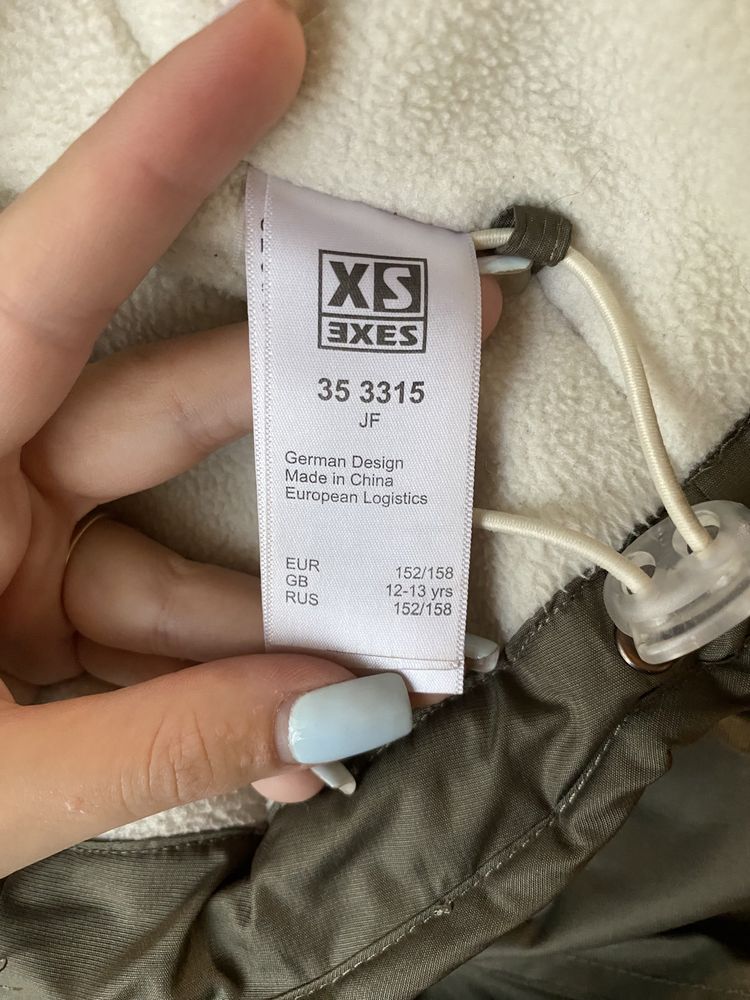 XS
EXES
35 3315
JF
German Design
Made in China
European Logistics
EUR 152/158
GB 12-13 yrs
RUS 152/158